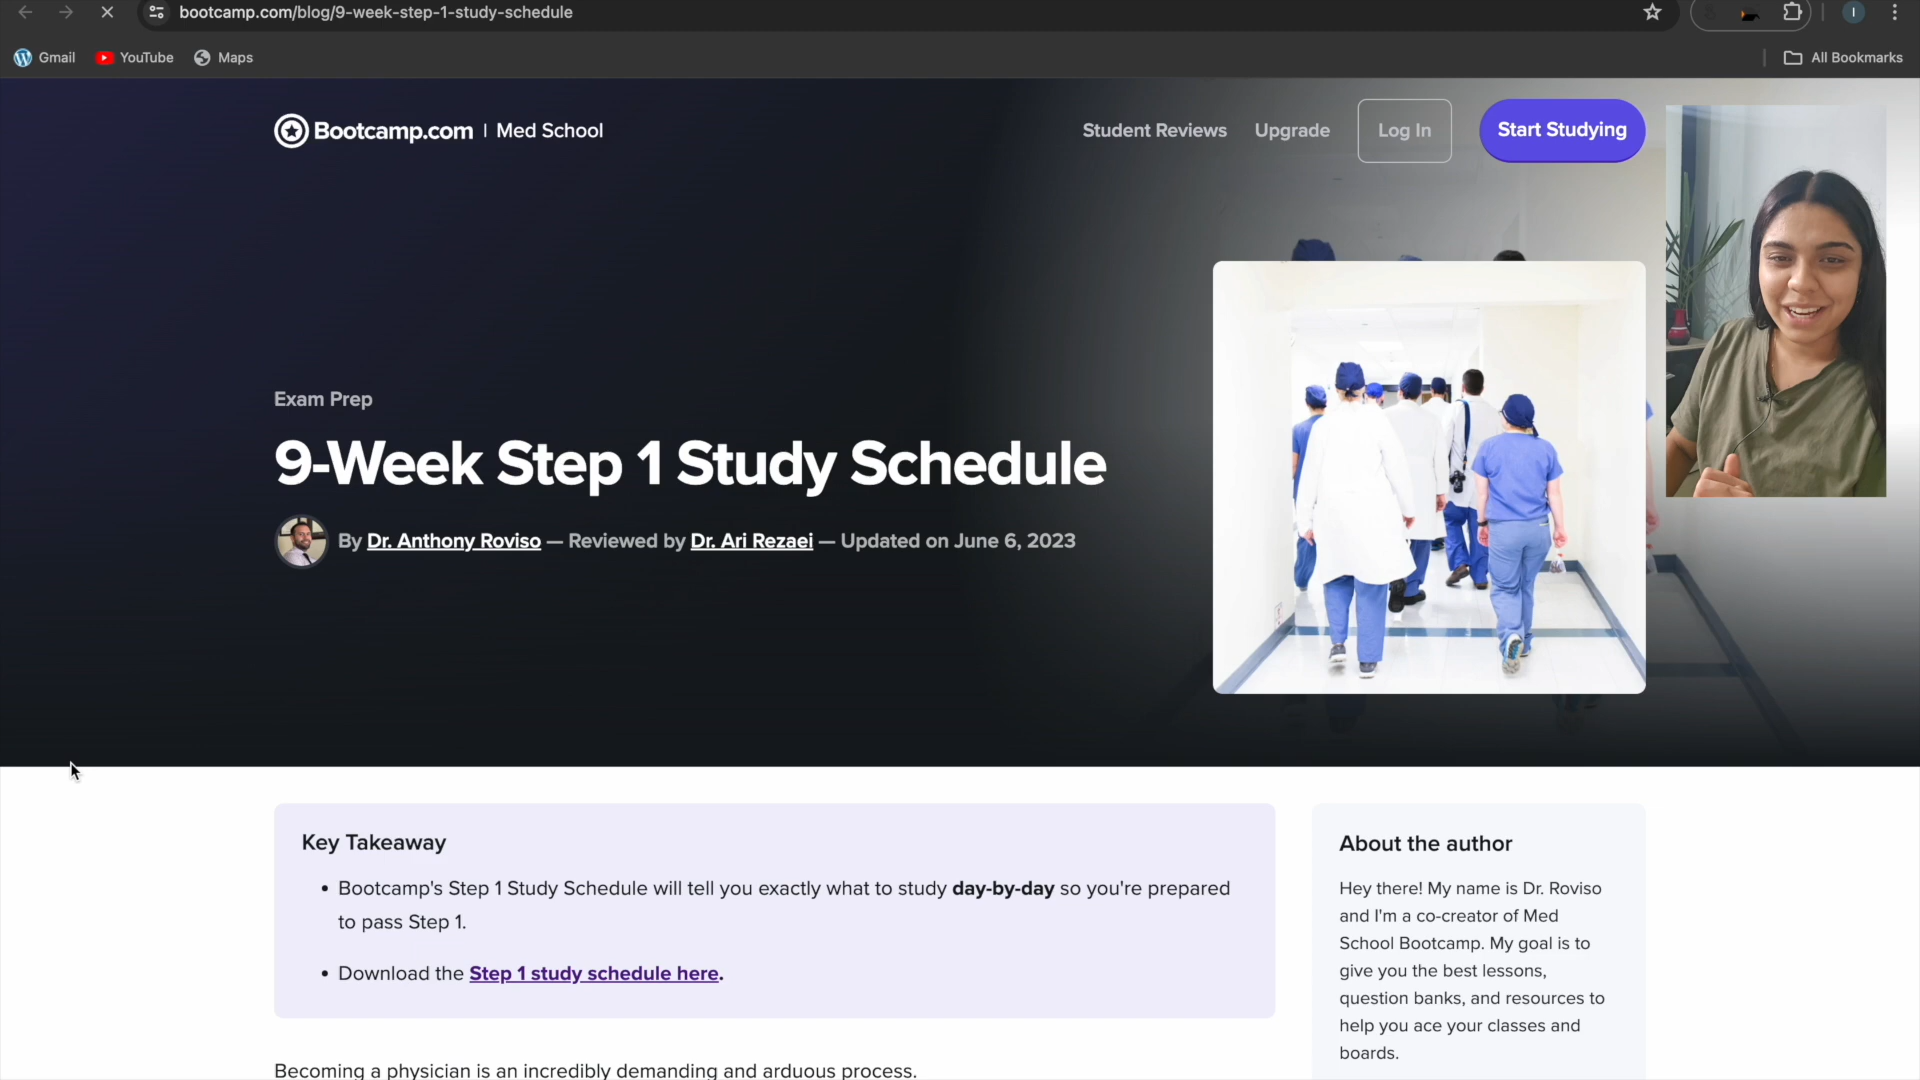 bootcamp.com/blog/9-week-step-1-study-schedule
I
Gmail
YouTube
Maps
All Bookmarks
Bootcamp.com | Med School
Student Reviews
Upgrade
Log In
Start Studying
Exam Prep
9-Week Step 1 Study Schedule
By Dr. Anthony Roviso — Reviewed by Dr. Ari Rezaei — Updated on June 6, 2023
Key Takeaway
• Bootcamp's Step 1 Study Schedule will tell you exactly what to study day-by-day so you're prepared
to pass Step 1.
• Download the Step 1 study schedule here.
Becoming a physician is an incredibly demanding and arduous process.
About the author
Hey there! My name is Dr. Roviso
and I'm a co-creator of Med
School Bootcamp. My goal is to
give you the best lessons,
question banks, and resources to
help you ace your classes and
boards.